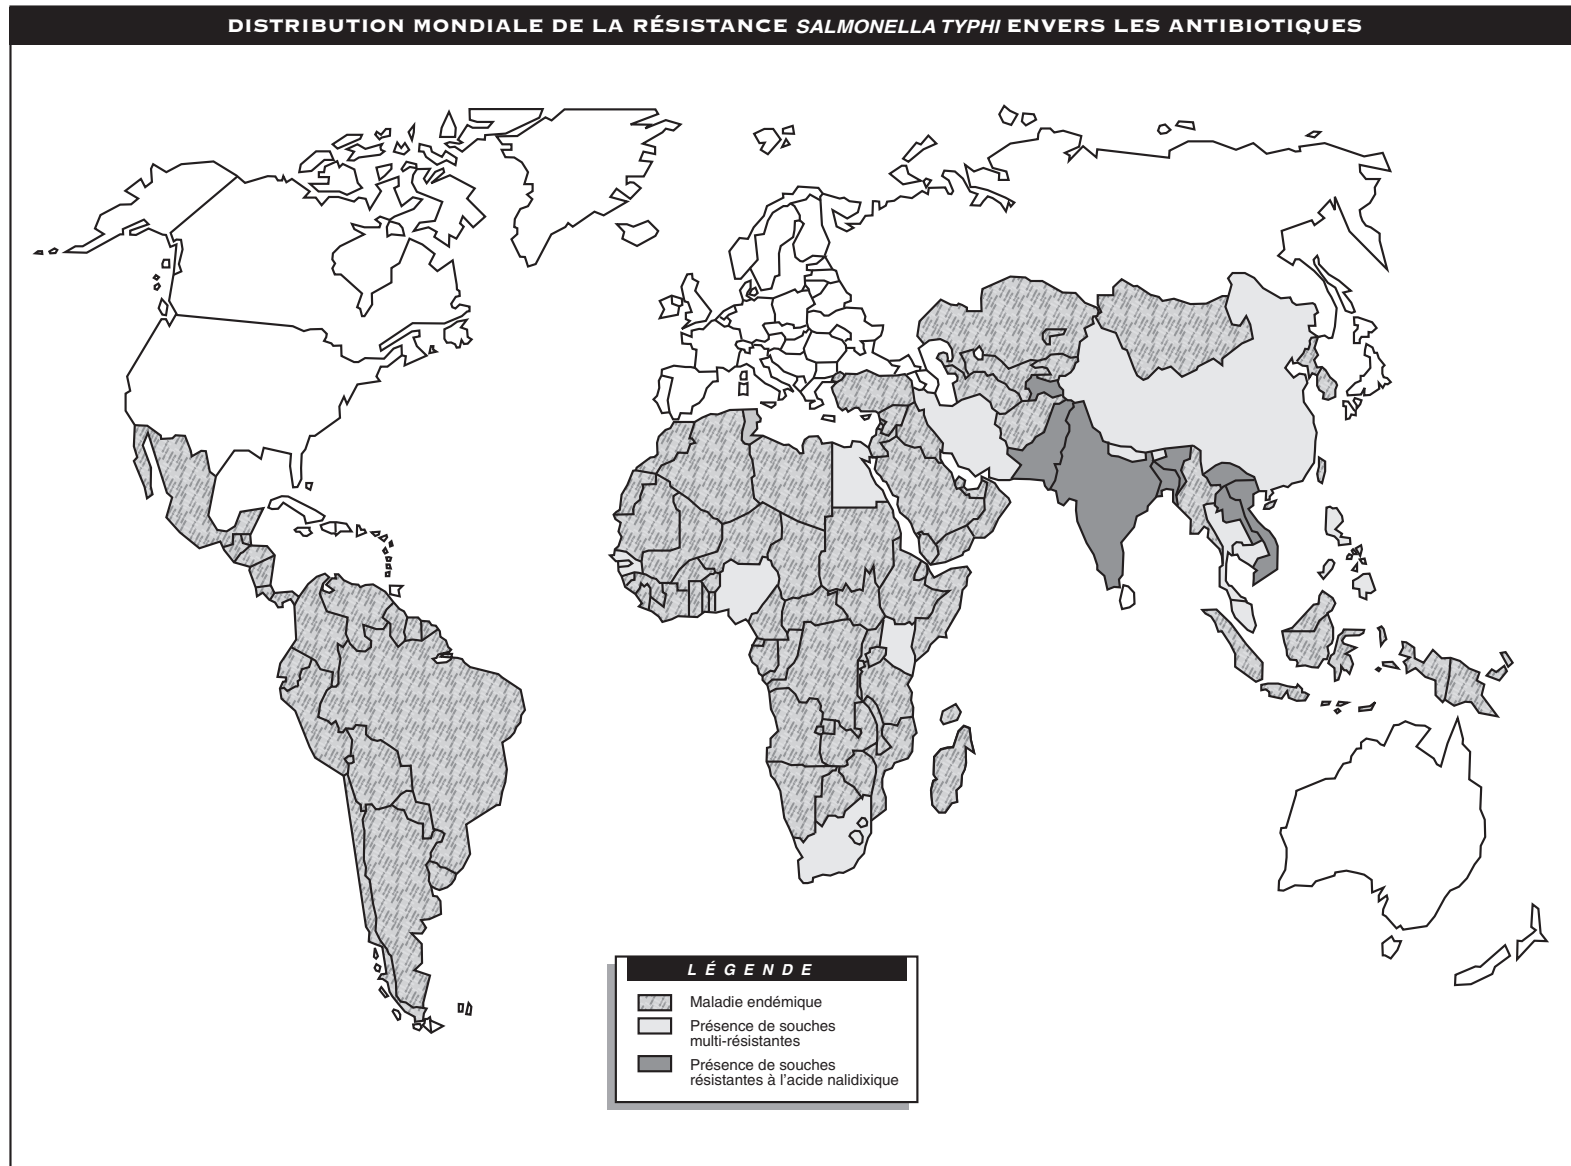 DISTRIBUTION MONDIALE DE LA RÉSISTANCE SALMONELLA TYPHI ENVERS LES ANTIBIOTIQUES
LÉGENDE
Maladie endémique
Présence de souches
multi-résistantes
Présence de souches
résistantes à l'acide nalidixique